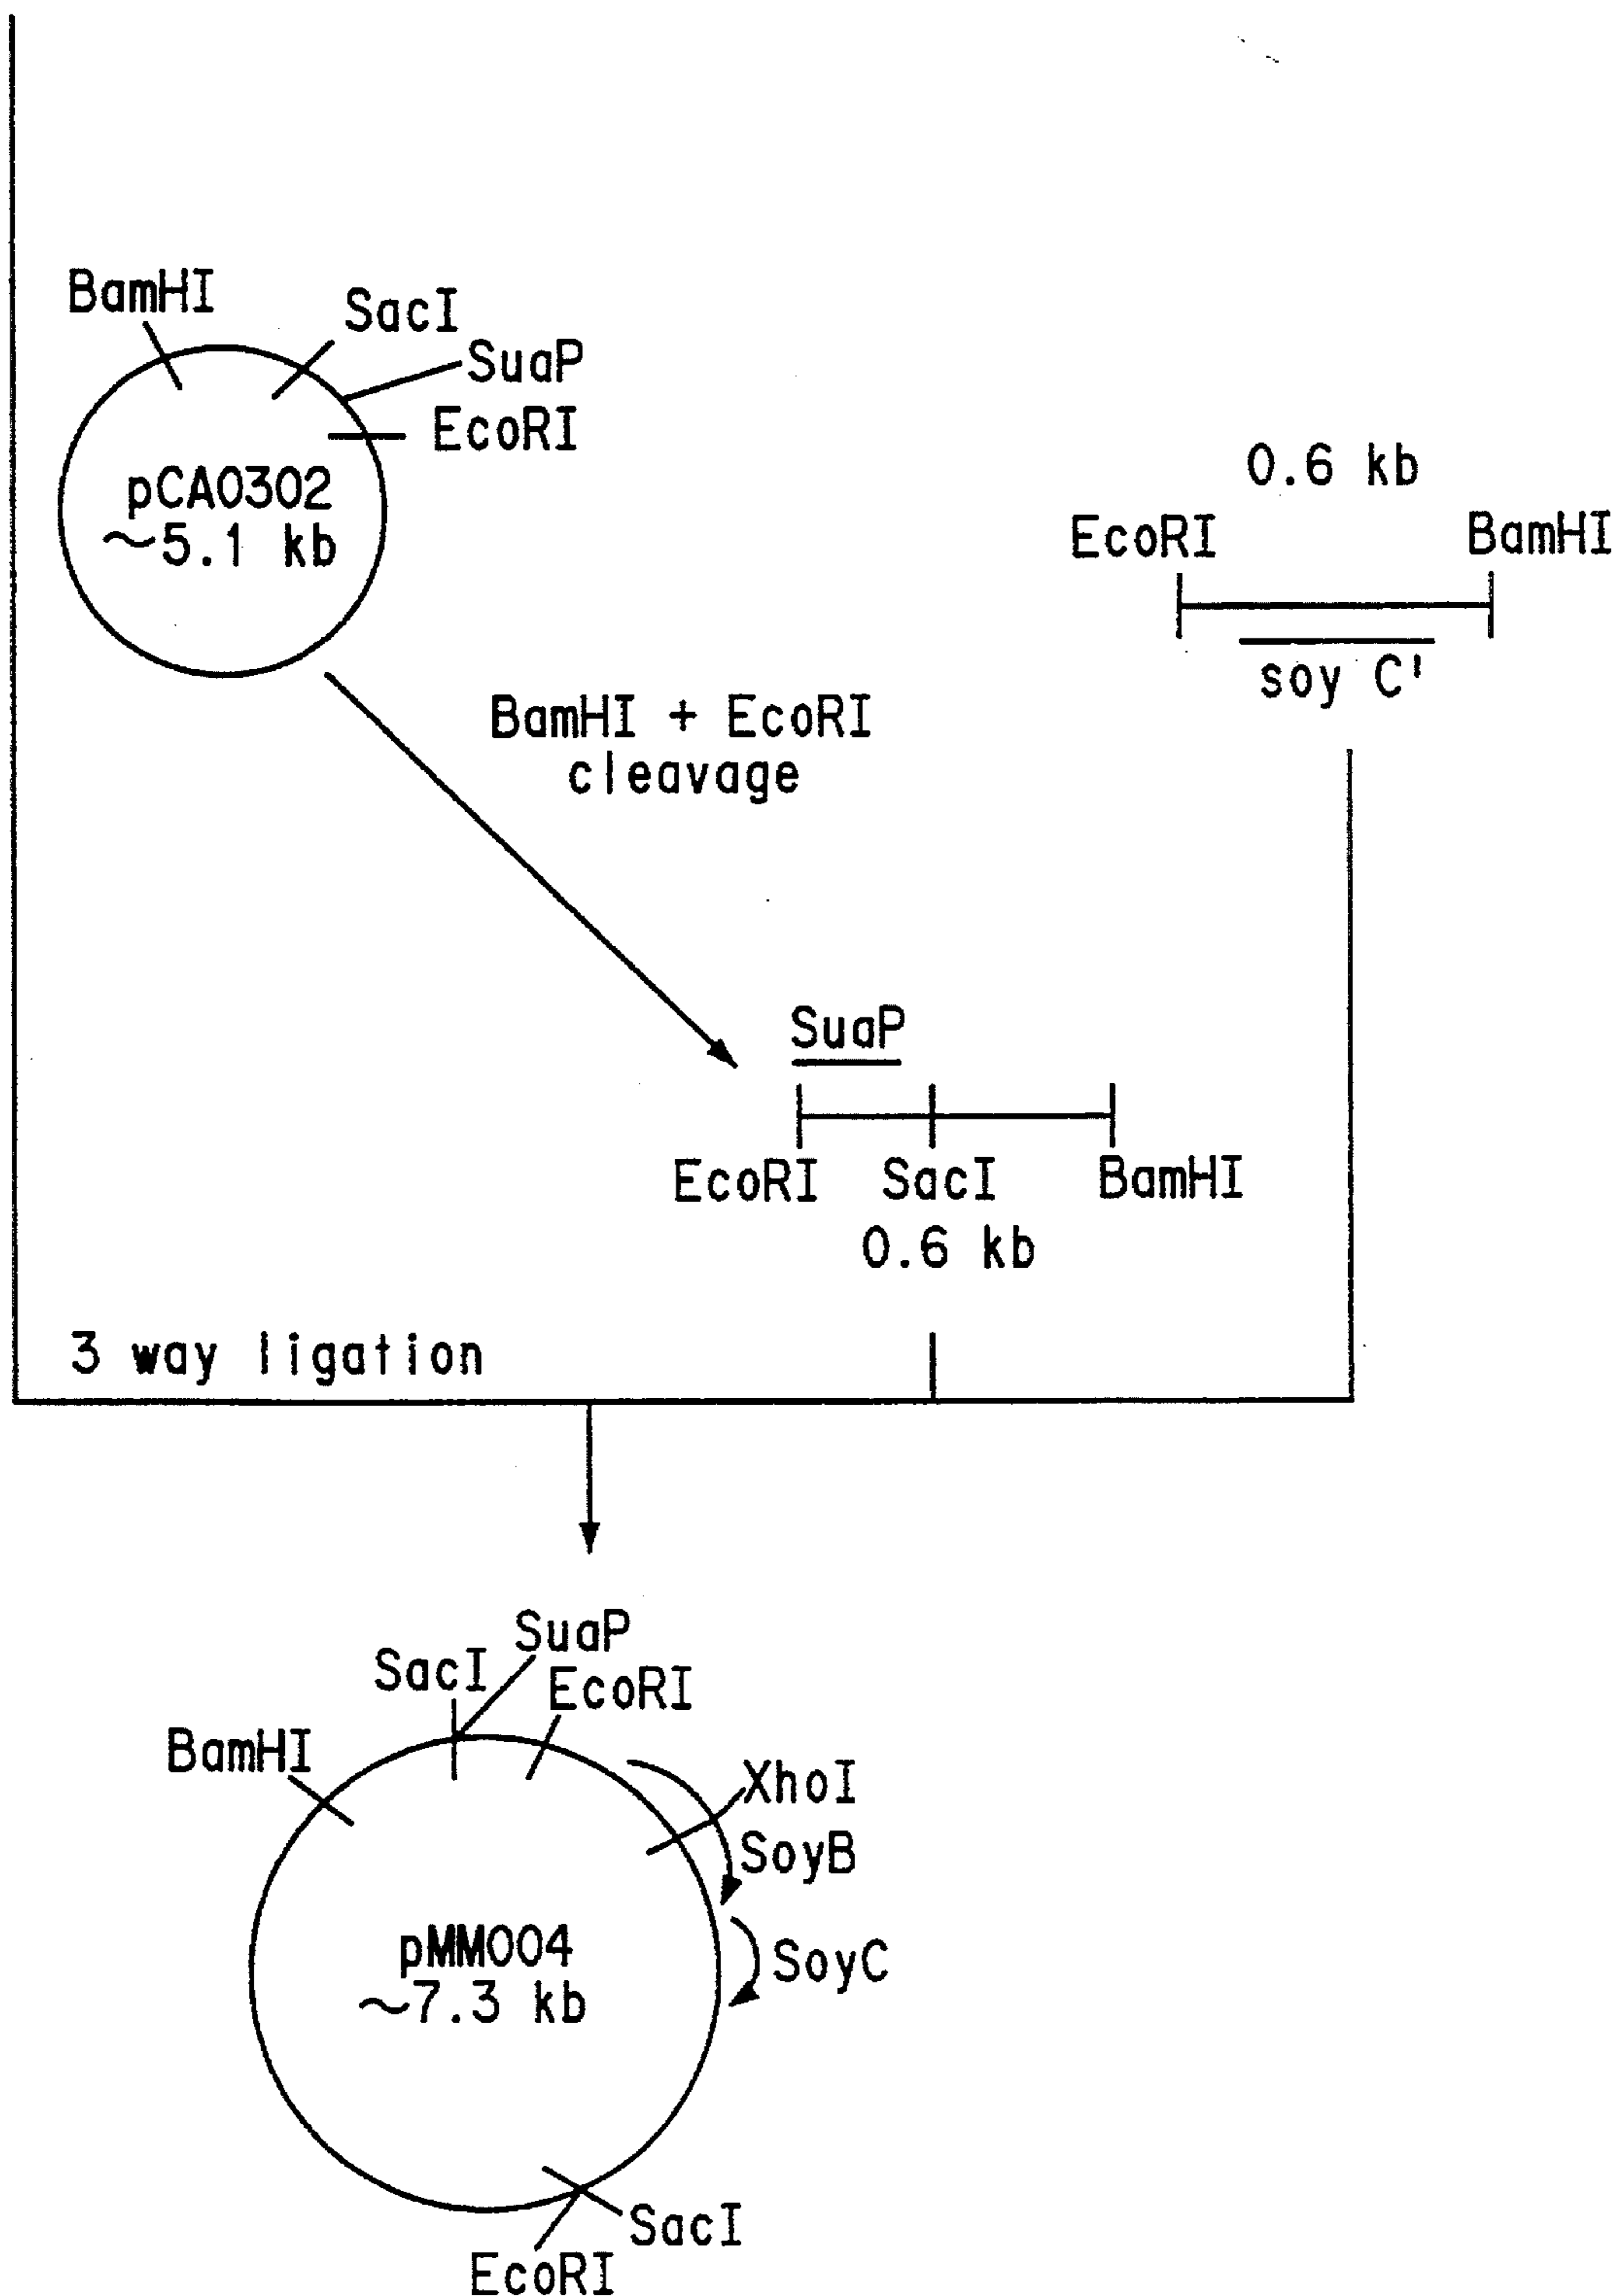 BamHI
SacI
SuaP
EcoRI
pCA0302
~5.1 kb
0.6 kb
EcoRI
BamHI
soy C'
BamHI + EcoRI
cleavage
SuaP
EcoRI
SacI
BamHI
0.6 kb
3 way ligation
SuaP
SacI
EcoRI
BamHI
XhoI
SoyB
pMM004
~7.3 kb
SoyC
SacI
EcoRI